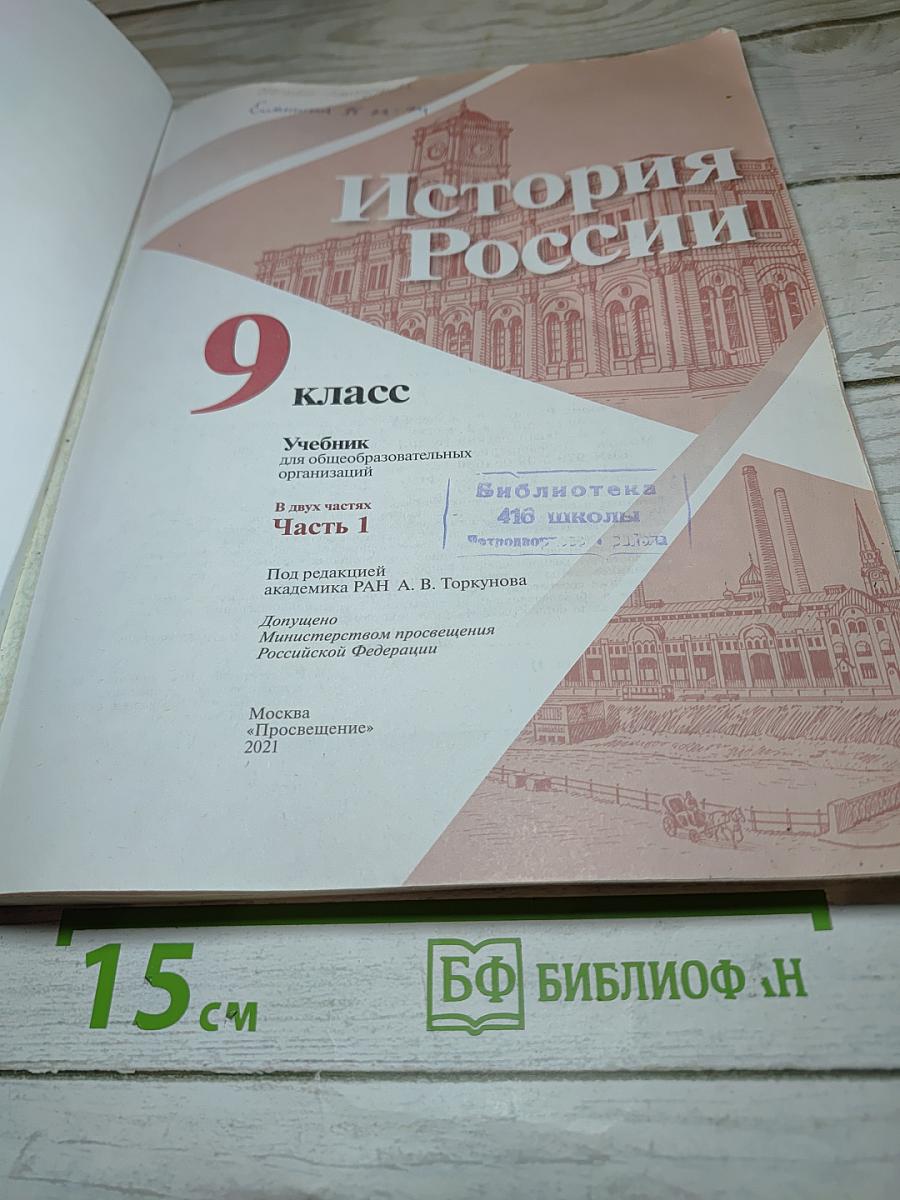 История
России
9 класс
Учебник
для общеобразовательных
организаций
В двух частях
Часть 1
Библиотека
416 школы
Под редакцией
академика РАН А. В. Торкунова
Допущено
Министерством просвещения
Российской Федерации
Москва
«Просвещение»
2021
15 см
БФ